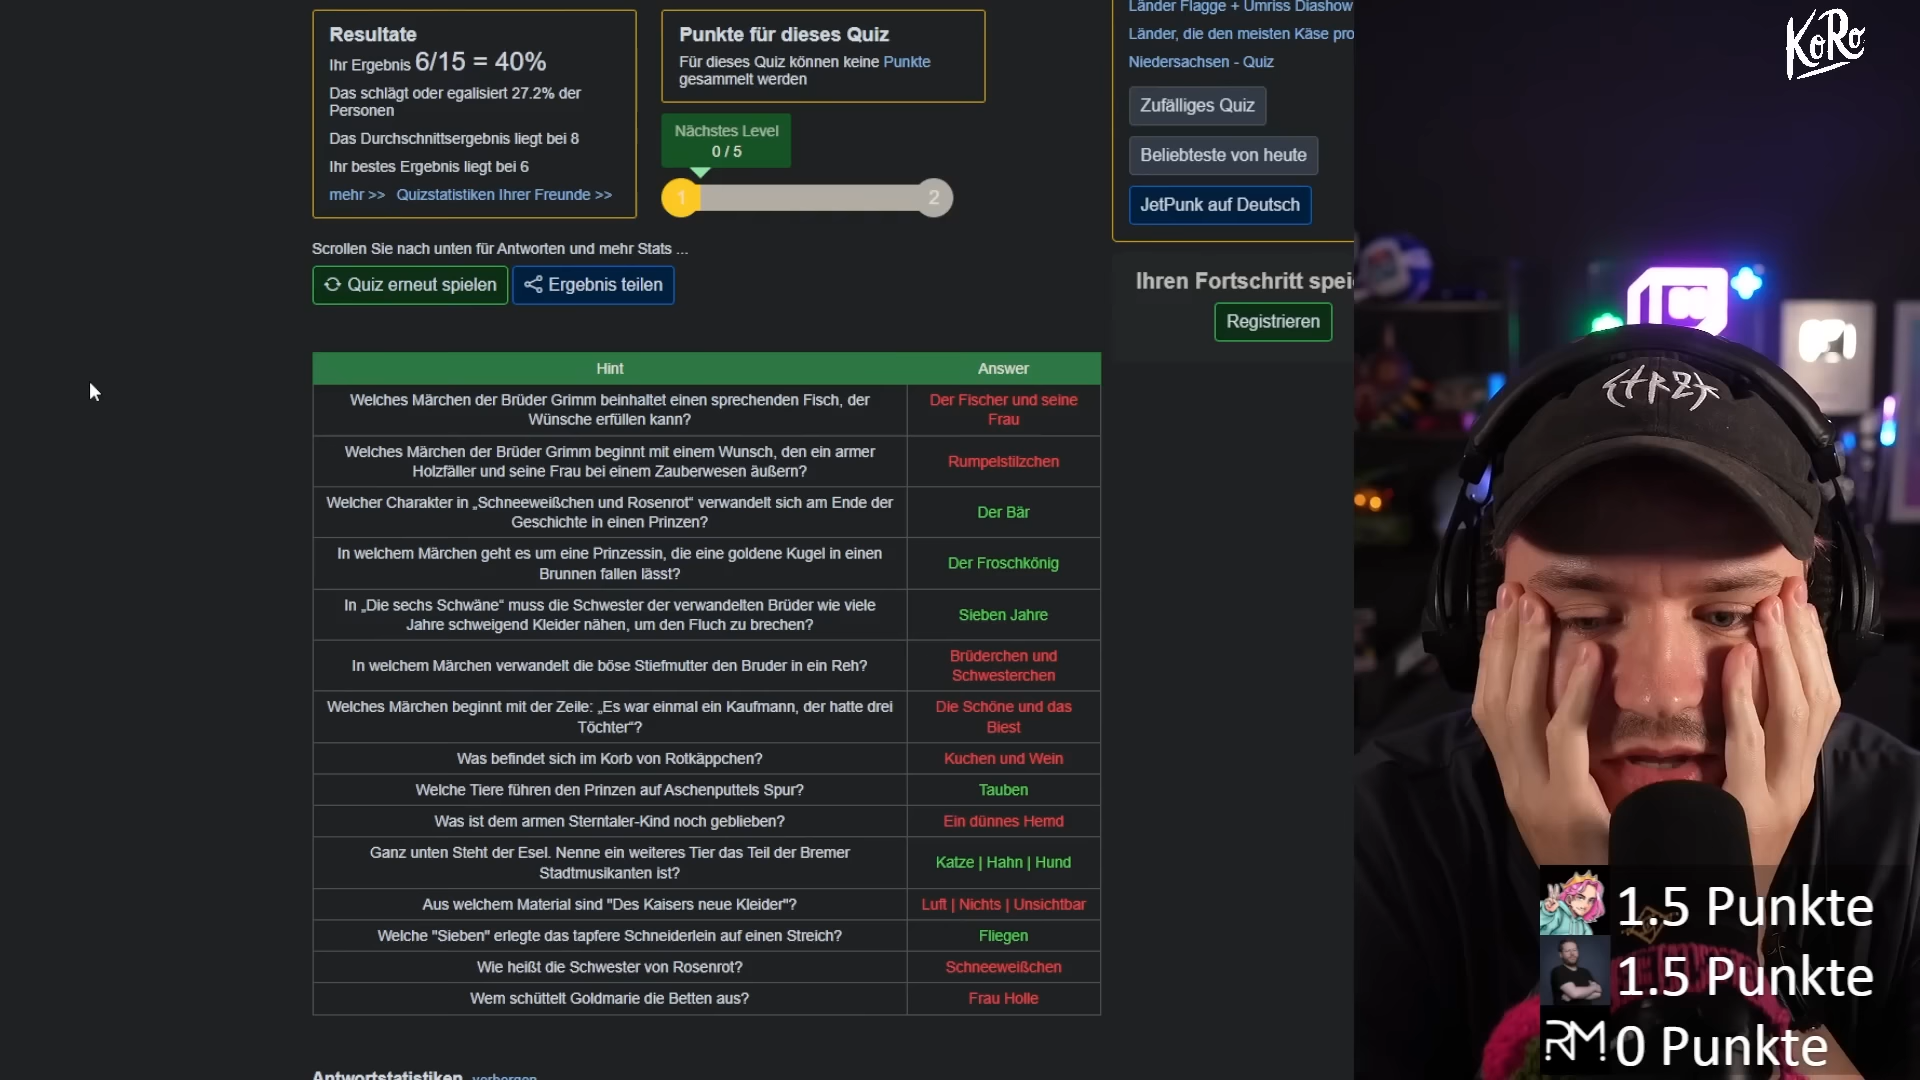 Resultate
Ihr Ergebnis 6/15 = 40%
Das schlägt oder egalisiert 27.2% der
Personen
Das Durchschnittsergebnis liegt bei 8
Ihr bestes Ergebnis liegt bei 6
mehr >> Quizstatistiken Ihrer Freunde >>
Punkte für dieses Quiz
Für dieses Quiz können keine Punkte
gesammelt werden
Nächstes Level
0 / 5
1
2
Länder Flagge + Umriss Diashow
Länder, die den meisten Käse pro
Niedersachsen - Quiz
Zufälliges Quiz
Beliebteste von heute
JetPunk auf Deutsch
Ihren Fortschritt spei
Registrieren
Scrollen Sie nach unten für Antworten und mehr Stats ...
Quiz erneut spielen
Ergebnis teilen
Hint
Answer
Welches Märchen der Brüder Grimm beinhaltet einen sprechenden Fisch, der
Wünsche erfüllen kann?
Der Fischer und seine
Frau
Welches Märchen der Brüder Grimm beginnt mit einem Wunsch, den ein armer
Holzfäller und seine Frau bei einem Zauberwesen äußern?
Rumpelstilzchen
Welcher Charakter in „Schneeweißchen und Rosenrot“ verwandelt sich am Ende der
Geschichte in einen Prinzen?
Der Bär
In welchem Märchen geht es um eine Prinzessin, die eine goldene Kugel in einen
Brunnen fallen lässt?
Der Froschkönig
In „Die sechs Schwäne“ muss die Schwester der verwandelten Brüder wie viele
Jahre schweigend Kleider nähen, um den Fluch zu brechen?
Sieben Jahre
In welchem Märchen verwandelt die böse Stiefmutter den Bruder in ein Reh?
Brüderchen und
Schwesterchen
Welches Märchen beginnt mit der Zeile: „Es war einmal ein Kaufmann, der hatte drei
Töchter“?
Die Schöne und das
Biest
Was befindet sich im Korb von Rotkäppchen?
Kuchen und Wein
Welche Tiere führen den Prinzen auf Aschenputtels Spur?
Tauben
Was ist dem armen Sterntaler-Kind noch geblieben?
Ein dünnes Hemd
Ganz unten Steht der Esel. Nenne ein weiteres Tier das Teil der Bremer
Stadtmusikanten ist?
Katze | Hahn | Hund
Aus welchem Material sind "Des Kaisers neue Kleider"?
Luft | Nichts | Unsichtbar
Welche "Sieben" erlegte das tapfere Schneiderlein auf einen Streich?
Fliegen
Wie heißt die Schwester von Rosenrot?
Schneeweißchen
Wem schüttelt Goldmarie die Betten aus?
Frau Holle
Antwortstatistiken verbergen
KoRo
1.5 Punkte
1.5 Punkte
RM! 0 Punkte